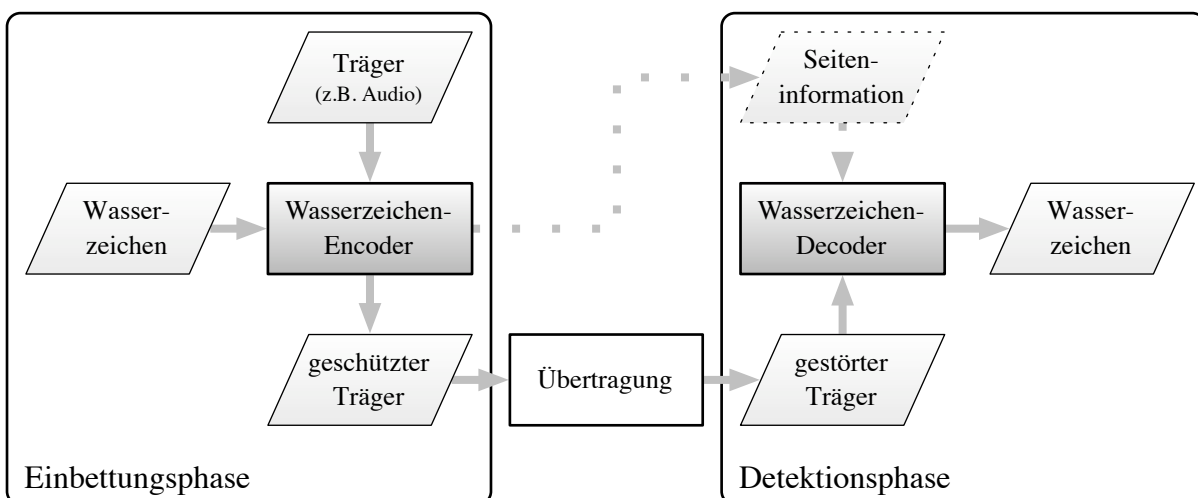 Träger
(z.B. Audio)
Wasser-
zeichen
Wasserzeichen-
Encoder
geschützter
Träger
Einbettungsphase
Übertragung
Seiten-
information
Wasserzeichen-
Decoder
Wasser-
zeichen
gestörter
Träger
Detektionsphase